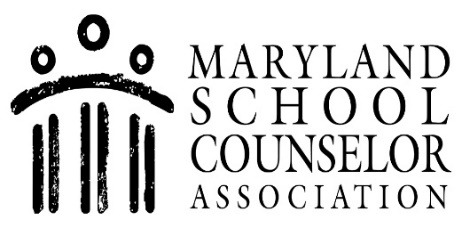 MARYLAND
SCHOOL
COUNSELOR
ASSOCIATION